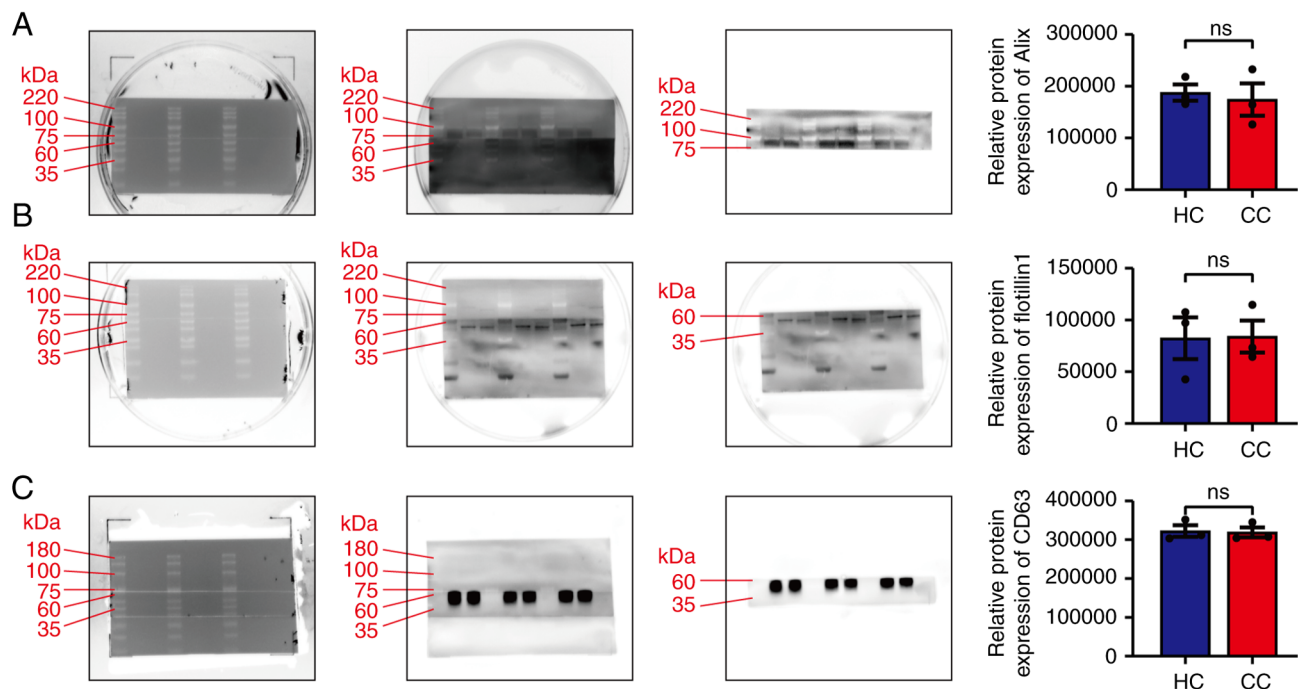 A
kDa
220
100
75
60
35
kDa
220
100
75
60
35
kDa
220
100
75
Relative protein
expression of Alix
300000
200000
100000
0
ns
HC
CC
B
kDa
220
100
75
60
35
kDa
220
100
75
60
35
kDa
60
35
Relative protein
expression of flotillin1
150000
100000
50000
0
ns
HC
CC
C
kDa
180
100
75
60
35
kDa
180
100
75
60
35
kDa
60
35
Relative protein
expression of CD63
400000
300000
200000
100000
0
ns
HC
CC